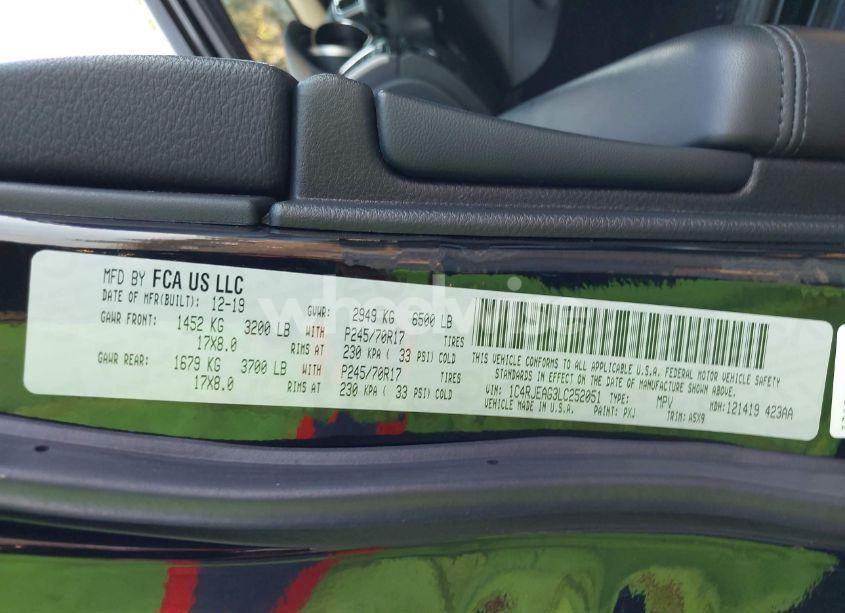 MFD BY FCA US LLC
DATE OF MFR(BUILT): 12-19 GVWR: 2949 KG 6500 LB
GAWR FRONT: 1452 KG 3200 LB WITH P245/70R17 TIRES
17X8.0 RIMS AT 230 KPA ( 33 PSI) COLD
GAWR REAR: 1679 KG 3700 LB WITH P245/70R17 TIRES
17X8.0 RIMS AT 230 KPA ( 33 PSI) COLD
THIS VEHICLE CONFORMS TO ALL APPLICABLE U.S.A. FEDERAL MOTOR VEHICLE SAFETY
STANDARDS IN EFFECT ON THE DATE OF MANUFACTURE SHOWN ABOVE.
VIN: 1C4RJEAG3LC252051 TYPE: MPV MDH:121419 423AA
VEHICLE MADE IN U.S.A. PAINT: PXJ TRIM: A5X9